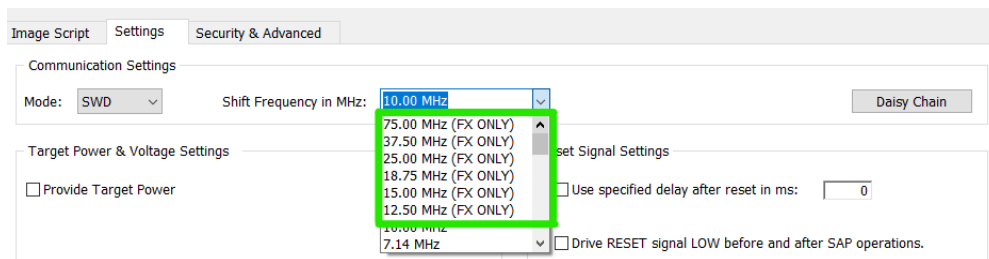 Image Script Settings Security & Advanced
Communication Settings
Mode: SWD Shift Frequency in MHz: 10.00 MHz Daisy Chain
75.00 MHz (FX ONLY)
37.50 MHz (FX ONLY)
25.00 MHz (FX ONLY)
18.75 MHz (FX ONLY)
15.00 MHz (FX ONLY)
12.50 MHz (FX ONLY)
10.00 MHz
7.14 MHz
Target Power & Voltage Settings
Provide Target Power
set Signal Settings
Use specified delay after reset in ms: 0
Drive RESET signal LOW before and after SAP operations.